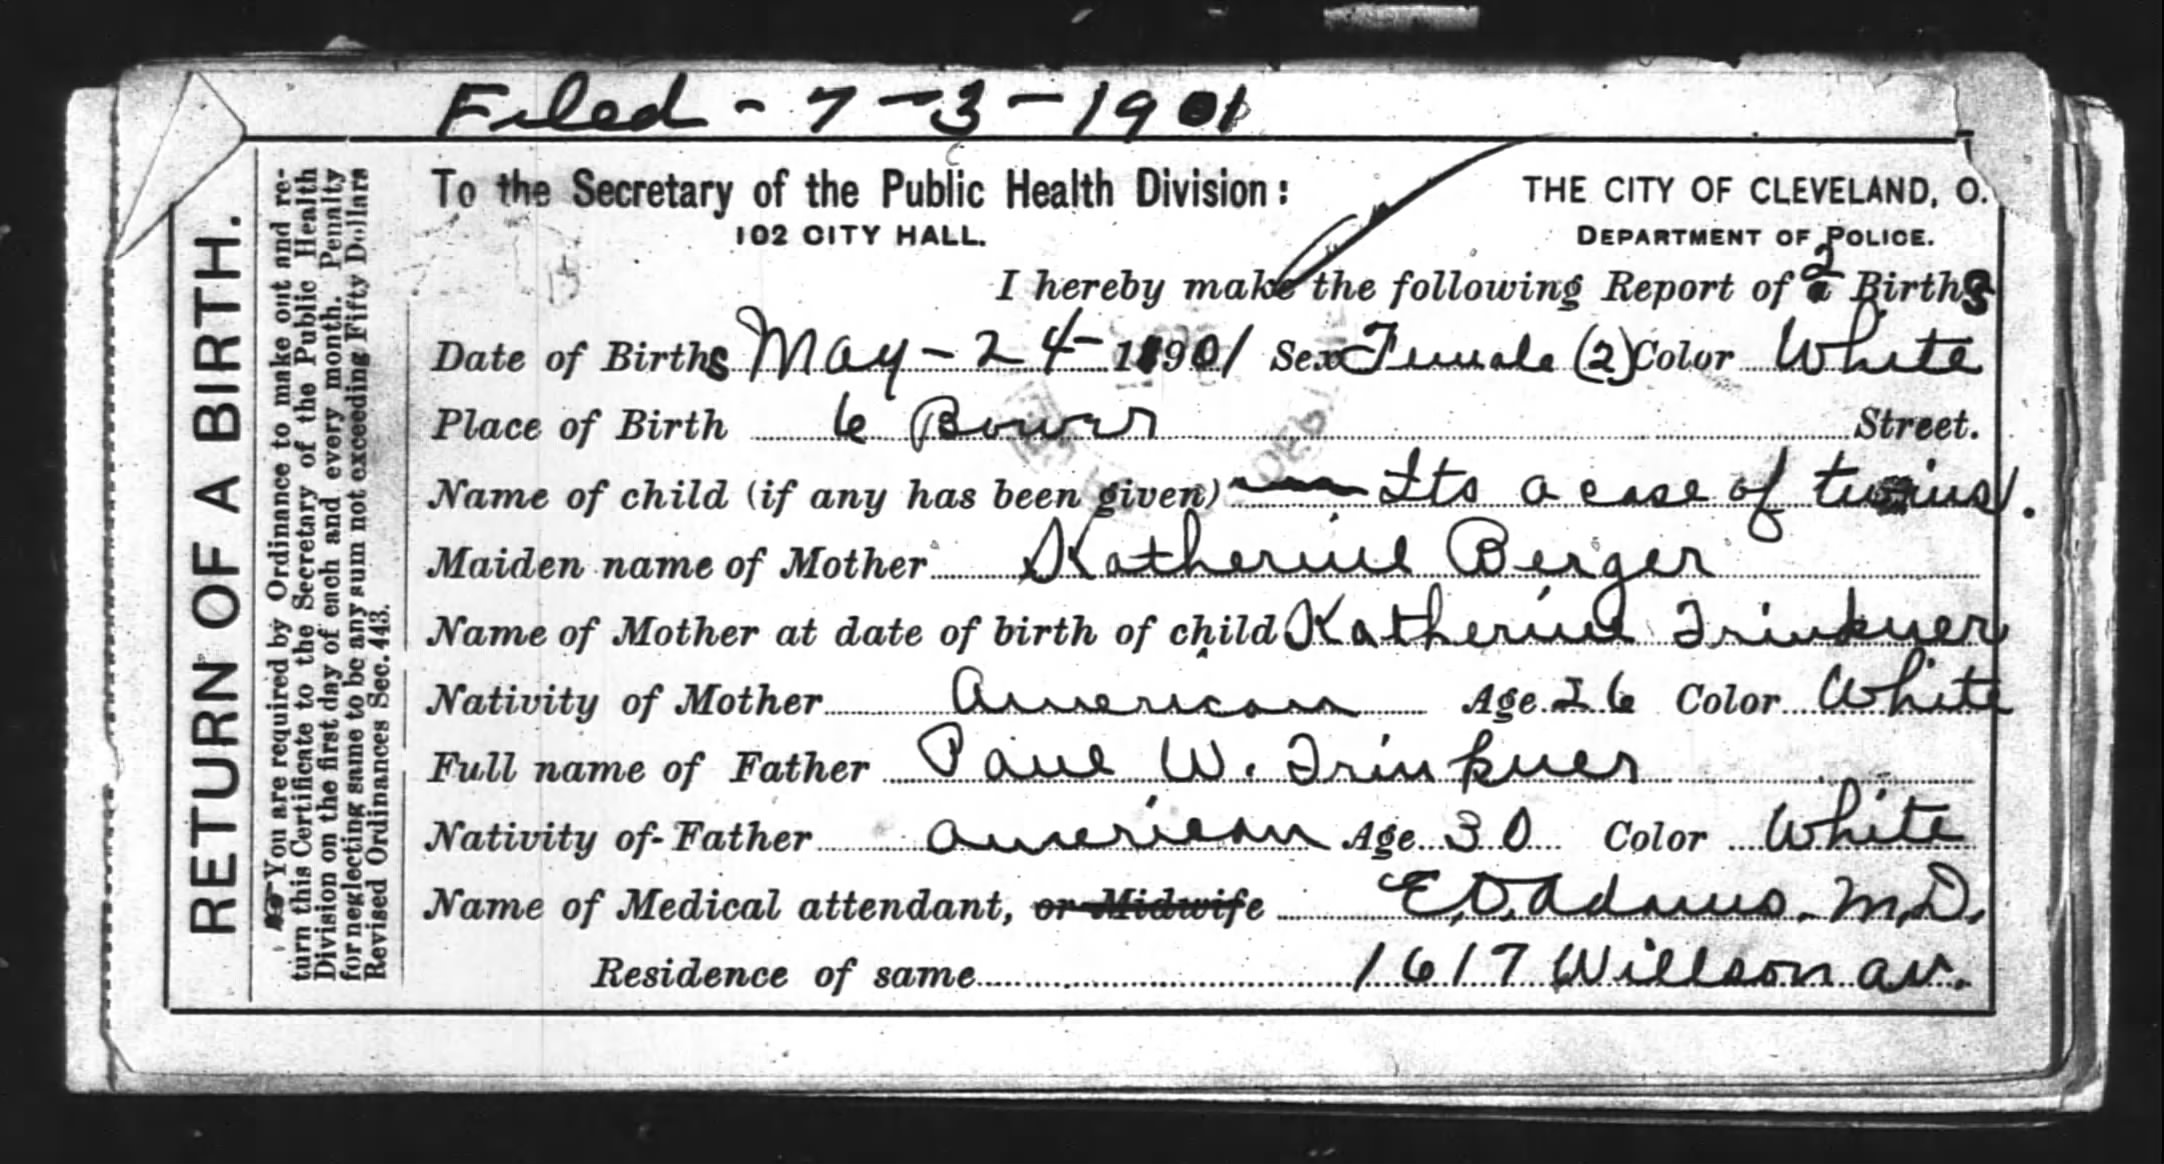 Filed - 7 - 3 - 1901
RETURN OF A BIRTH.
You are required by Ordinance to make out and re-
turn this Certificate to the Secretary of the Public Health
Division on the first day of each and every month. Penalty
for neglecting same to be any sum not exceeding Fifty Dollars
Revised Ordinances Sec. 443.
To the Secretary of the Public Health Division:
102 CITY HALL.
THE CITY OF CLEVELAND, O.
DEPARTMENT OF POLICE.
I hereby make the following Report of 2 Births
Date of Births May - 24 - 1901 Sex Female (2) Color White
Place of Birth 6 Bower Street.
Name of child (if any has been given) Its a case of twins.
Maiden name of Mother Katherine Berger
Name of Mother at date of birth of child Katherine Trinkner
Nativity of Mother American Age 26 Color White
Full name of Father Paul W. Trinkner
Nativity of Father American Age 30 Color White
Name of Medical attendant, or Midwife E.D. Adams. M.D.
Residence of same 1617 Willson av.